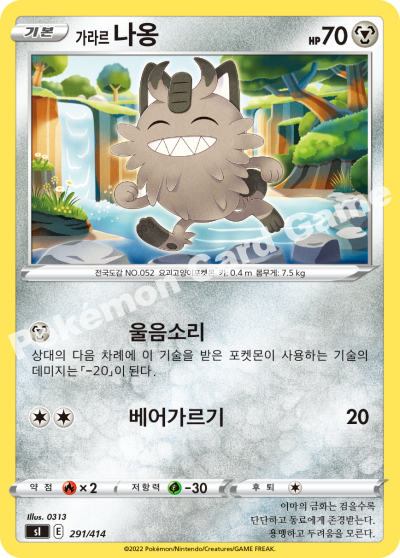 기본 가라르 나옹 HP 70
전국도감 NO.052 요괴고양이포켓몬 키: 0.4 m 몸무게: 7.5 kg
울음소리
상대의 다음 차례에 이 기술을 받은 포켓몬이 사용하는 기술의
데미지는 「-20」이 된다.
베어가르기 20
약점 ×2 저항력 -30 후퇴
Illus. 0313
이마의 금화는 검을수록
단단하고 동료에게 존경받는다.
용맹하고 두려움을 모른다.
sI E 291/414
©2022 Pokémon/Nintendo/Creatures/GAME FREAK.
Pokémon Card Game